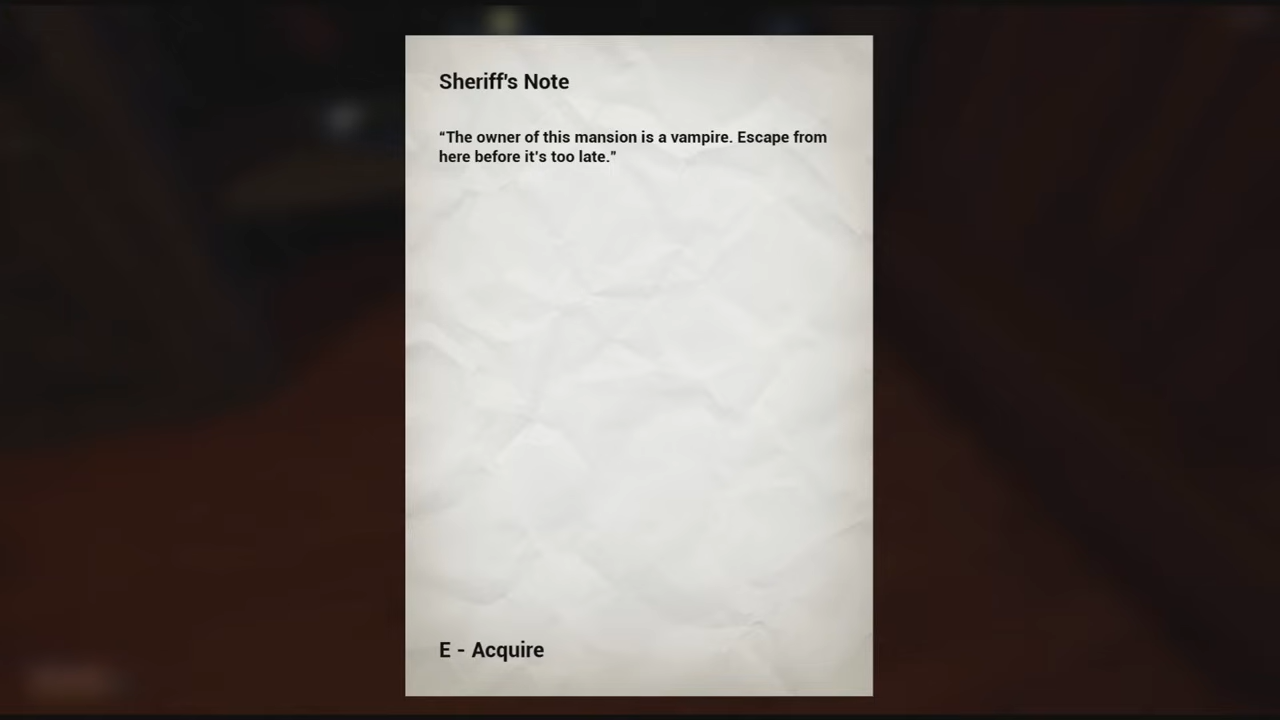 Sheriff's Note
“The owner of this mansion is a vampire. Escape from
here before it's too late.”
E - Acquire